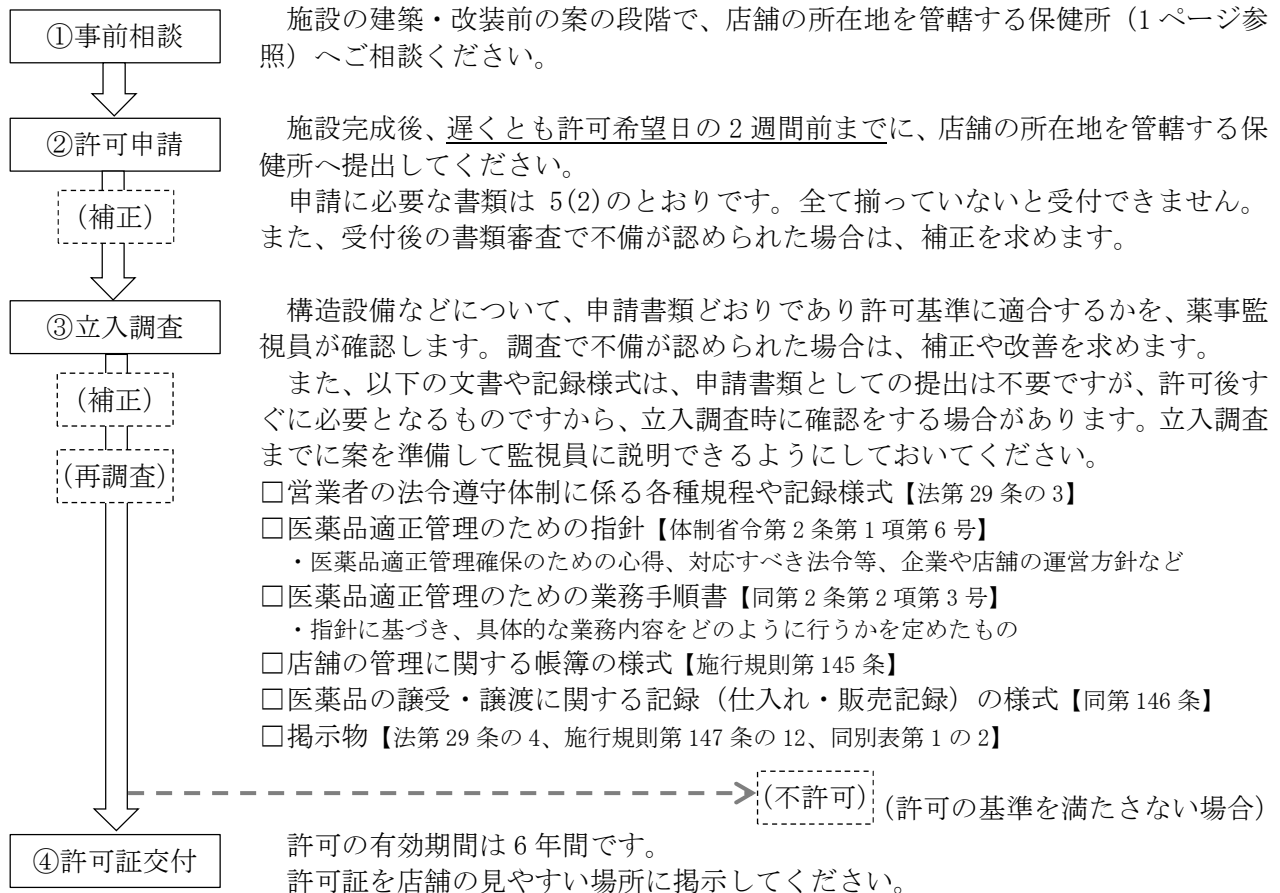 ①事前相談
施設の建築・改装前の案の段階で、店舗の所在地を管轄する保健所（1 ページ参
照）へご相談ください。
②許可申請
施設完成後、遅くとも許可希望日の 2 週間前までに、店舗の所在地を管轄する保
健所へ提出してください。
（補正）
申請に必要な書類は 5(2)のとおりです。全て揃っていないと受付できません。
また、受付後の書類審査で不備が認められた場合は、補正を求めます。
③立入調査
構造設備などについて、申請書類どおりであり許可基準に適合するかを、薬事監
視員が確認します。調査で不備が認められた場合は、補正や改善を求めます。
（補正）
また、以下の文書や記録様式は、申請書類としての提出は不要ですが、許可後す
ぐに必要となるものですから、立入調査時に確認をする場合があります。立入調査
（再調査）
までに案を準備して監視員に説明できるようにしておいてください。
□営業者の法令遵守体制に係る各種規程や記録様式【法第 29 条の 3】
□医薬品適正管理のための指針【体制省令第 2 条第 1 項第 6 号】
・医薬品適正管理確保のための心得、対応すべき法令等、企業や店舗の運営方針など
□医薬品適正管理のための業務手順書【同第 2 条第 2 項第 3 号】
・指針に基づき、具体的な業務内容をどのように行うかを定めたもの
□店舗の管理に関する帳簿の様式【施行規則第 145 条】
□医薬品の譲受・譲渡に関する記録（仕入れ・販売記録）の様式【同第 146 条】
□掲示物【法第 29 条の 4、施行規則第 147 条の 12、同別表第 1 の 2】
（不許可）（許可の基準を満たさない場合）
④許可証交付
許可の有効期間は 6 年間です。
許可証を店舗の見やすい場所に掲示してください。